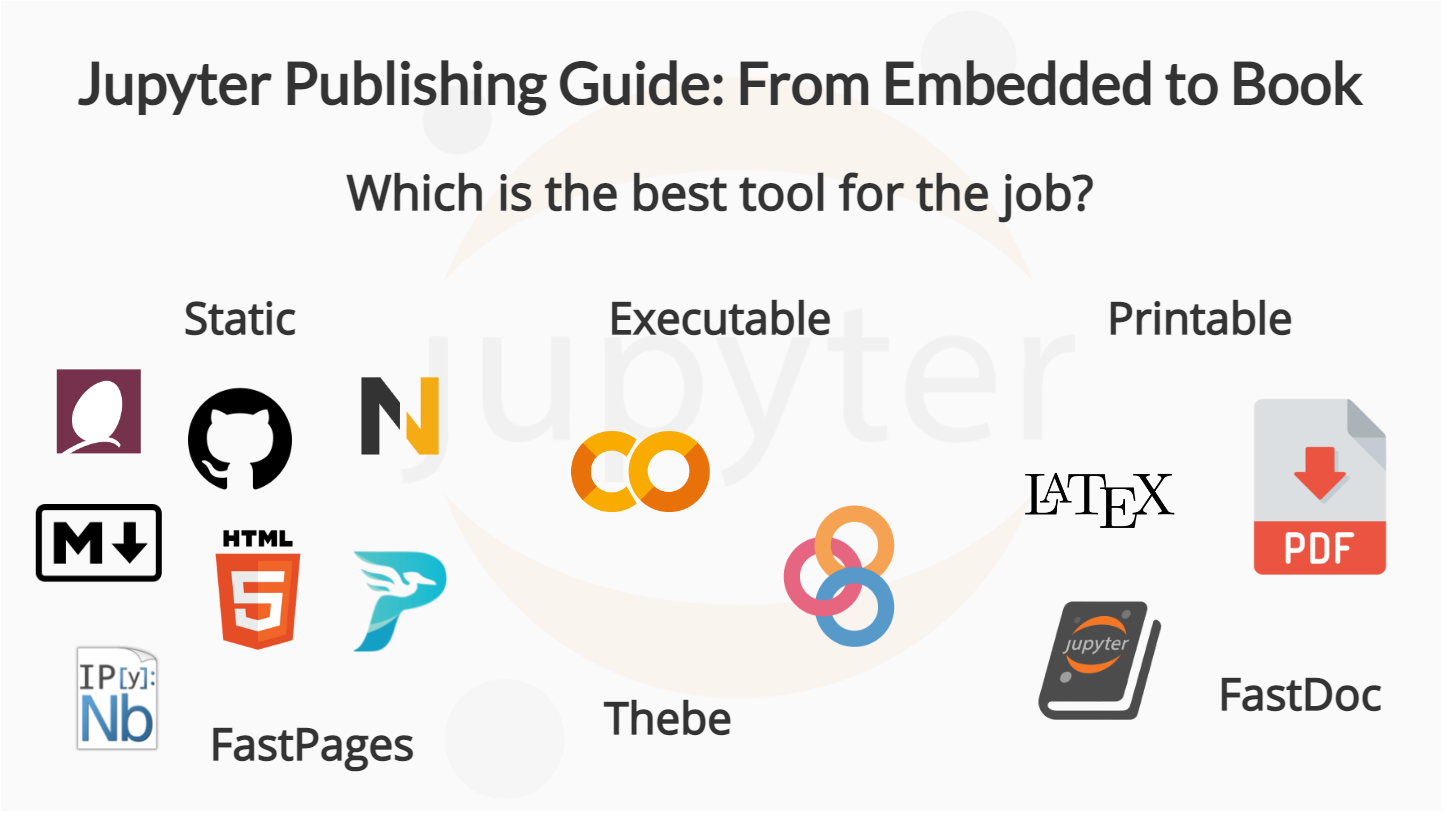 Jupyter Publishing Guide: From Embedded to Book
Which is the best tool for the job?
Static
Executable
Printable
jupyter
M
HTML
5
IP[y]:
Nb
FastPages
Thebe
LATEX
PDF
jupyter
FastDoc